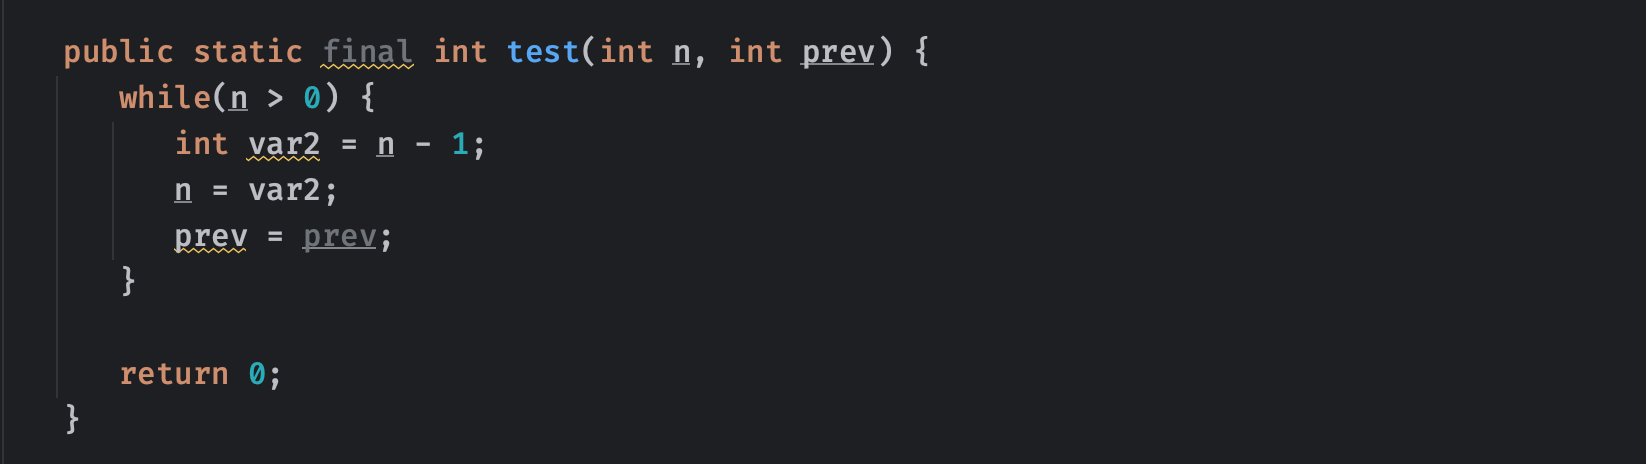 public static final int test(int n, int prev) {
while(n > 0) {
int var2 = n - 1;
n = var2;
prev = prev;
}
return 0;
}